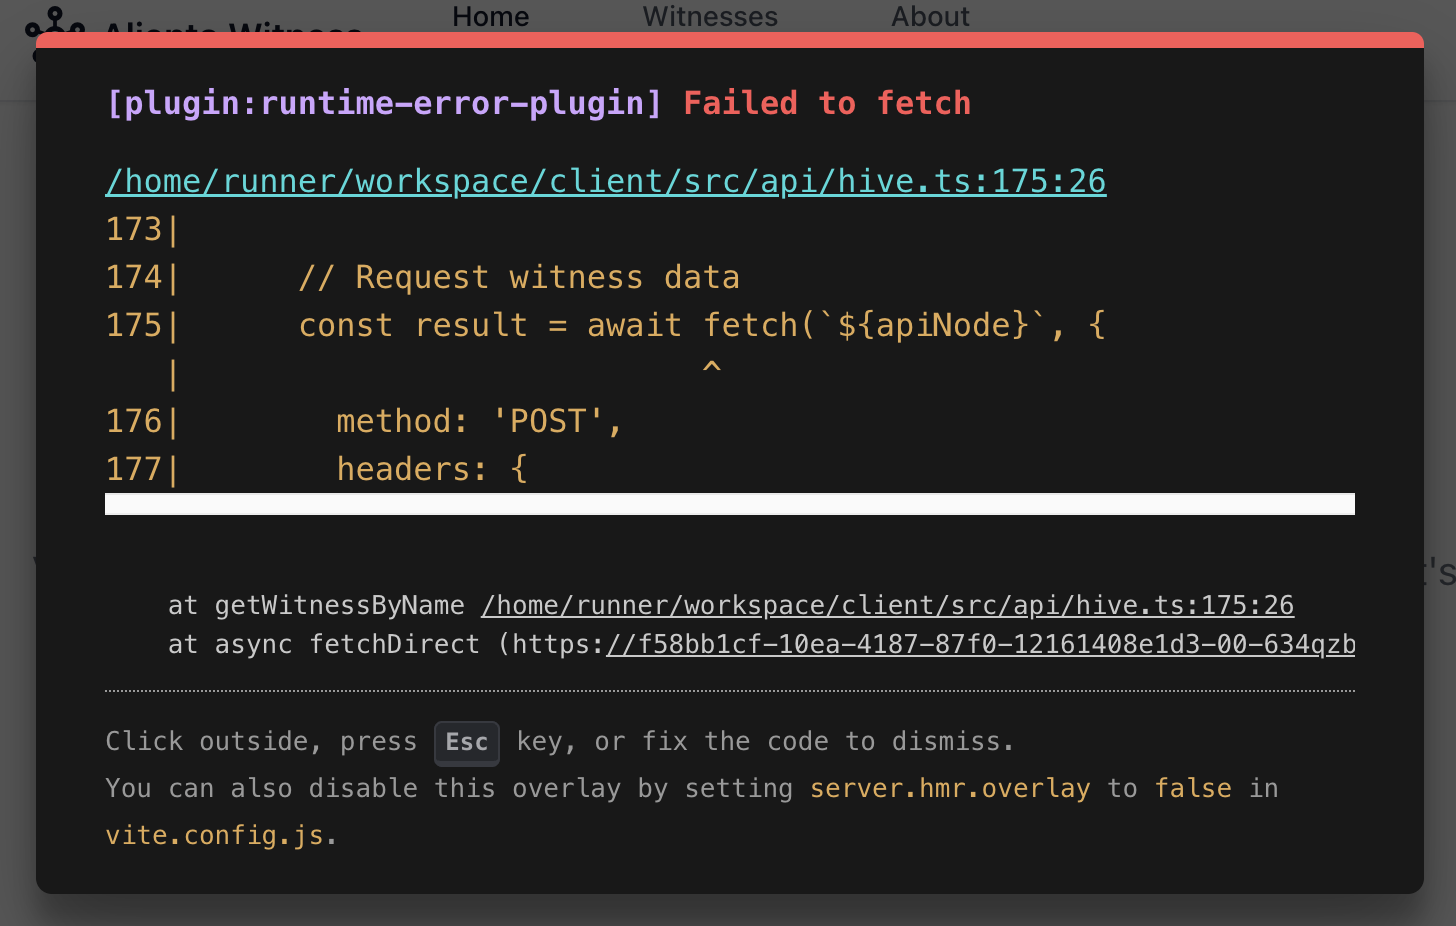 Home Witnesses About
[plugin:runtime-error-plugin] Failed to fetch
/home/runner/workspace/client/src/api/hive.ts:175:26
173|
174|      // Request witness data
175|      const result = await fetch(`${apiNode}`, {
   |                           ^
176|        method: 'POST',
177|        headers: {
at getWitnessByName /home/runner/workspace/client/src/api/hive.ts:175:26
at async fetchDirect (https://f58bb1cf-10ea-4187-87f0-12161408e1d3-00-634qzb
Click outside, press Esc key, or fix the code to dismiss.
You can also disable this overlay by setting server.hmr.overlay to false in
vite.config.js.